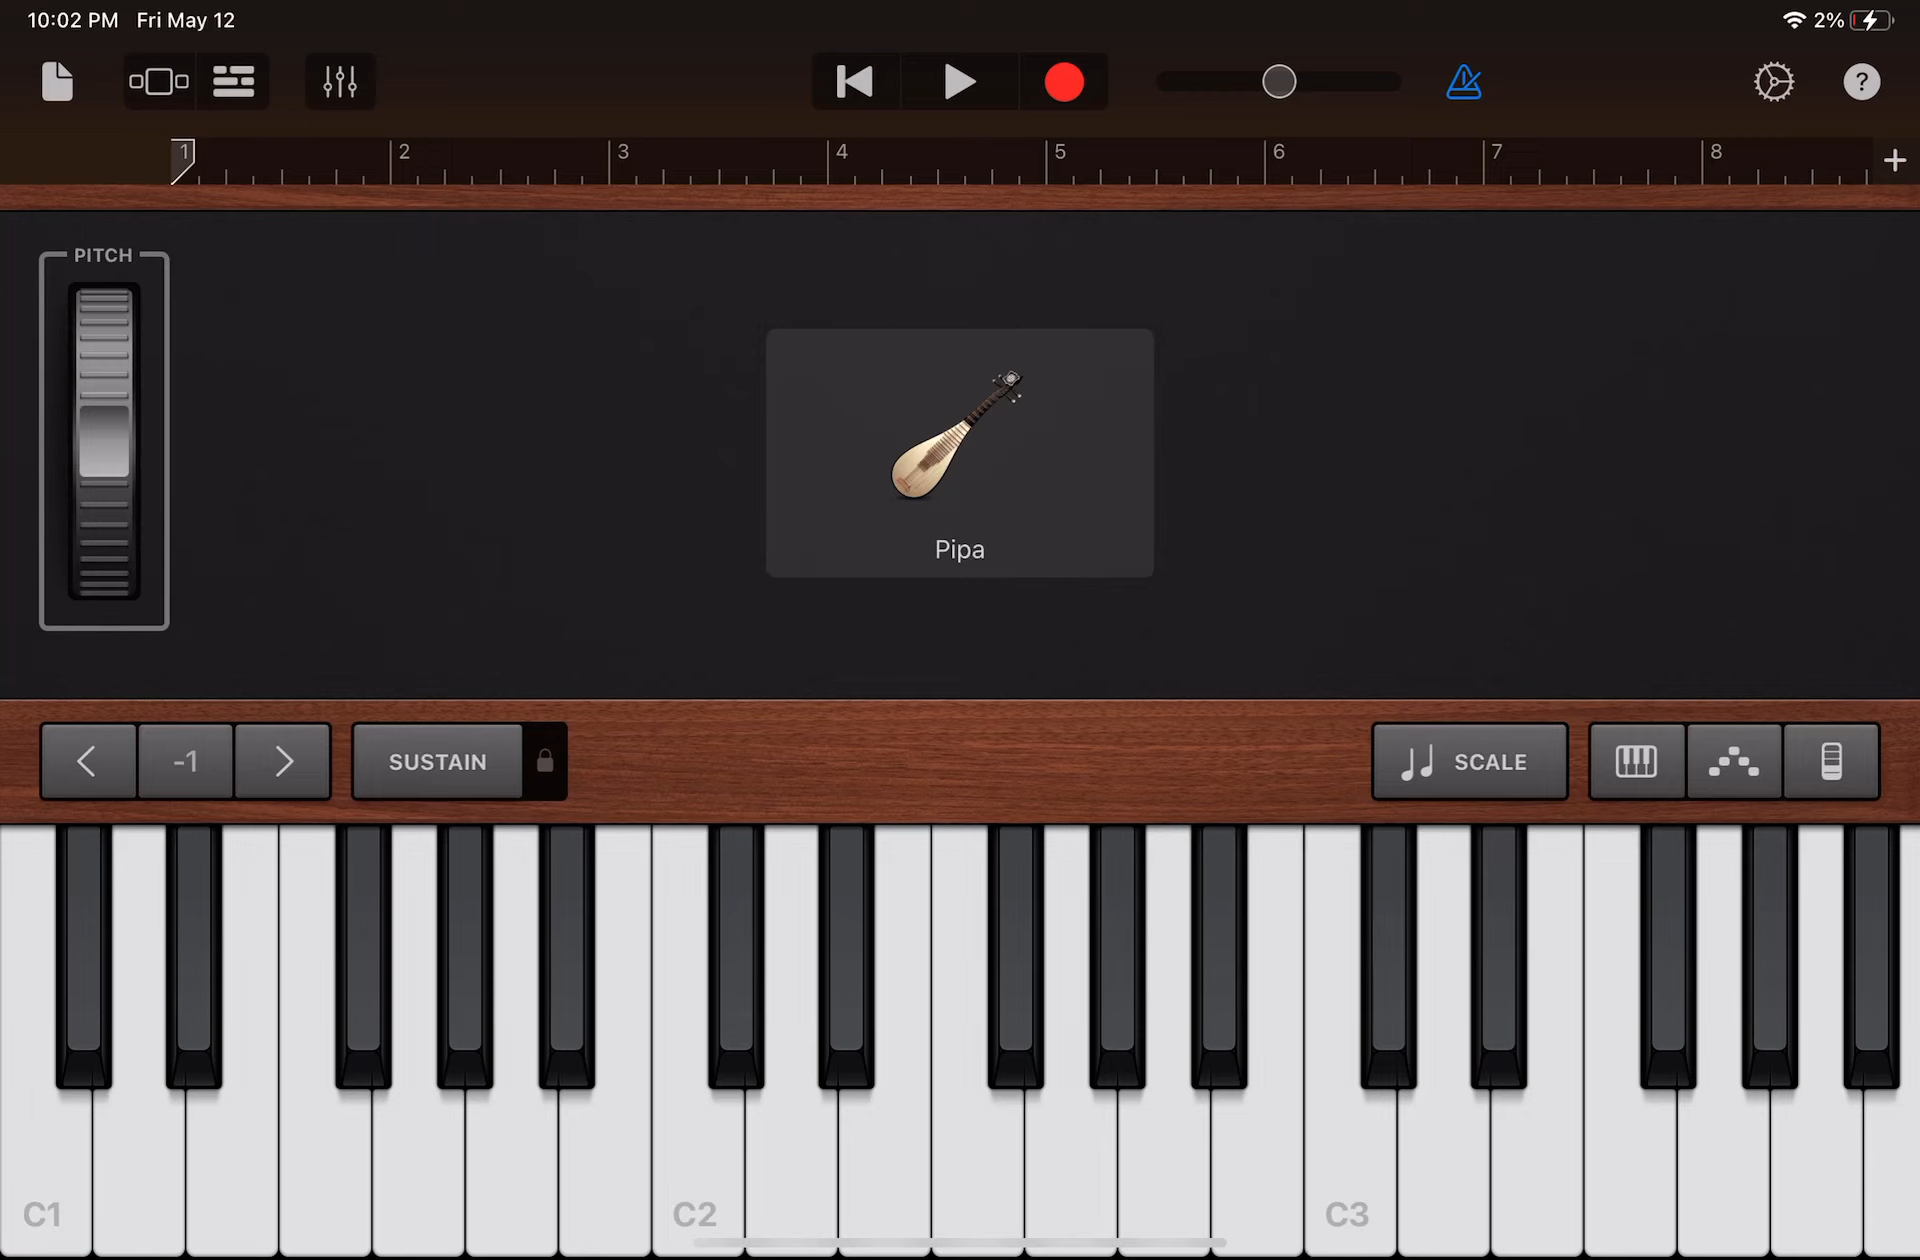 10:02 PM Fri May 12 2%
?
1 2 3 4 5 6 7 8 +
PITCH
Pipa
-1 SUSTAIN SCALE
C1 C2 C3